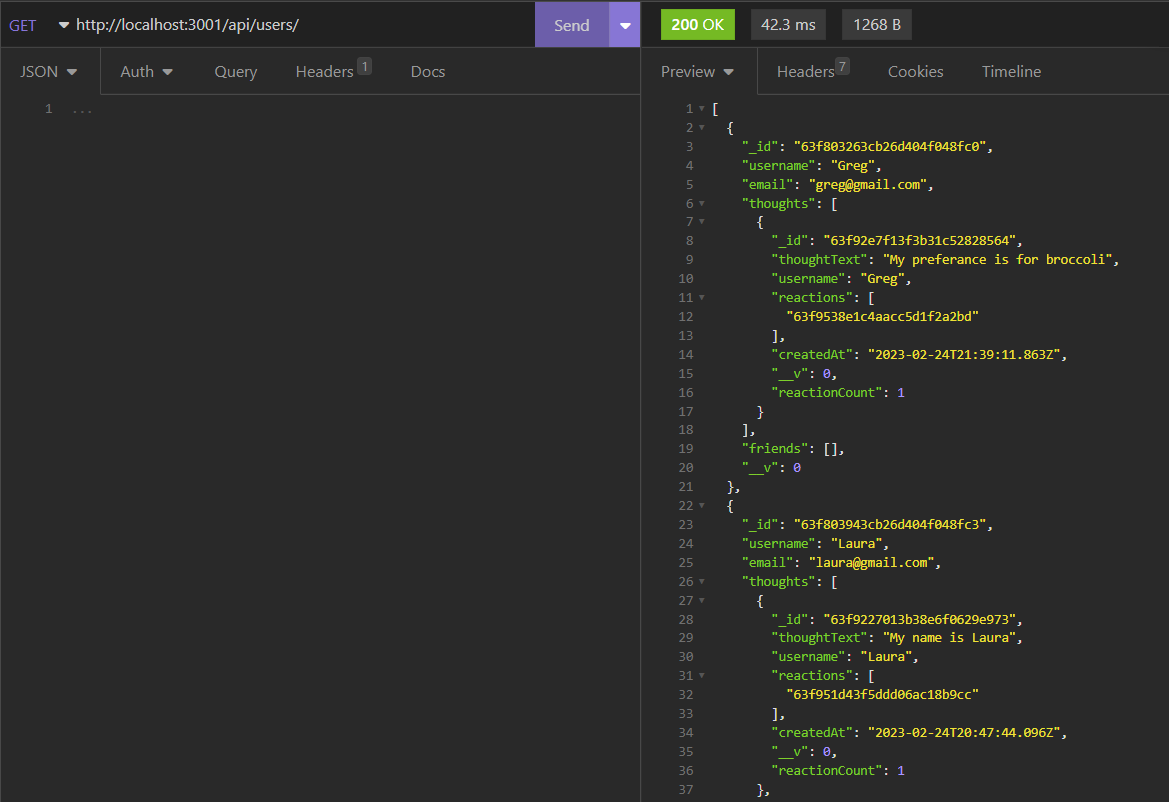 GET http://localhost:3001/api/users/ Send 200 OK 42.3 ms 1268 B
JSON Auth Query Headers 1 Docs Preview Headers 7 Cookies Timeline
1 ...
1 [
2 {
3 "_id": "63f803263cb26d404f048fc0",
4 "username": "Greg",
5 "email": "greg@gmail.com",
6 "thoughts": [
7 {
8 "_id": "63f92e7f13f3b31c52828564",
9 "thoughtText": "My preferance is for broccoli",
10 "username": "Greg",
11 "reactions": [
12 "63f9538e1c4aacc5d1f2a2bd"
13 ],
14 "createdAt": "2023-02-24T21:39:11.863Z",
15 "__v": 0,
16 "reactionCount": 1
17 }
18 ],
19 "friends": [],
20 "__v": 0
21 },
22 {
23 "_id": "63f803943cb26d404f048fc3",
24 "username": "Laura",
25 "email": "laura@gmail.com",
26 "thoughts": [
27 {
28 "_id": "63f9227013b38e6f0629e973",
29 "thoughtText": "My name is Laura",
30 "username": "Laura",
31 "reactions": [
32 "63f951d43f5ddd06ac18b9cc"
33 ],
34 "createdAt": "2023-02-24T20:47:44.096Z",
35 "__v": 0,
36 "reactionCount": 1
37 },